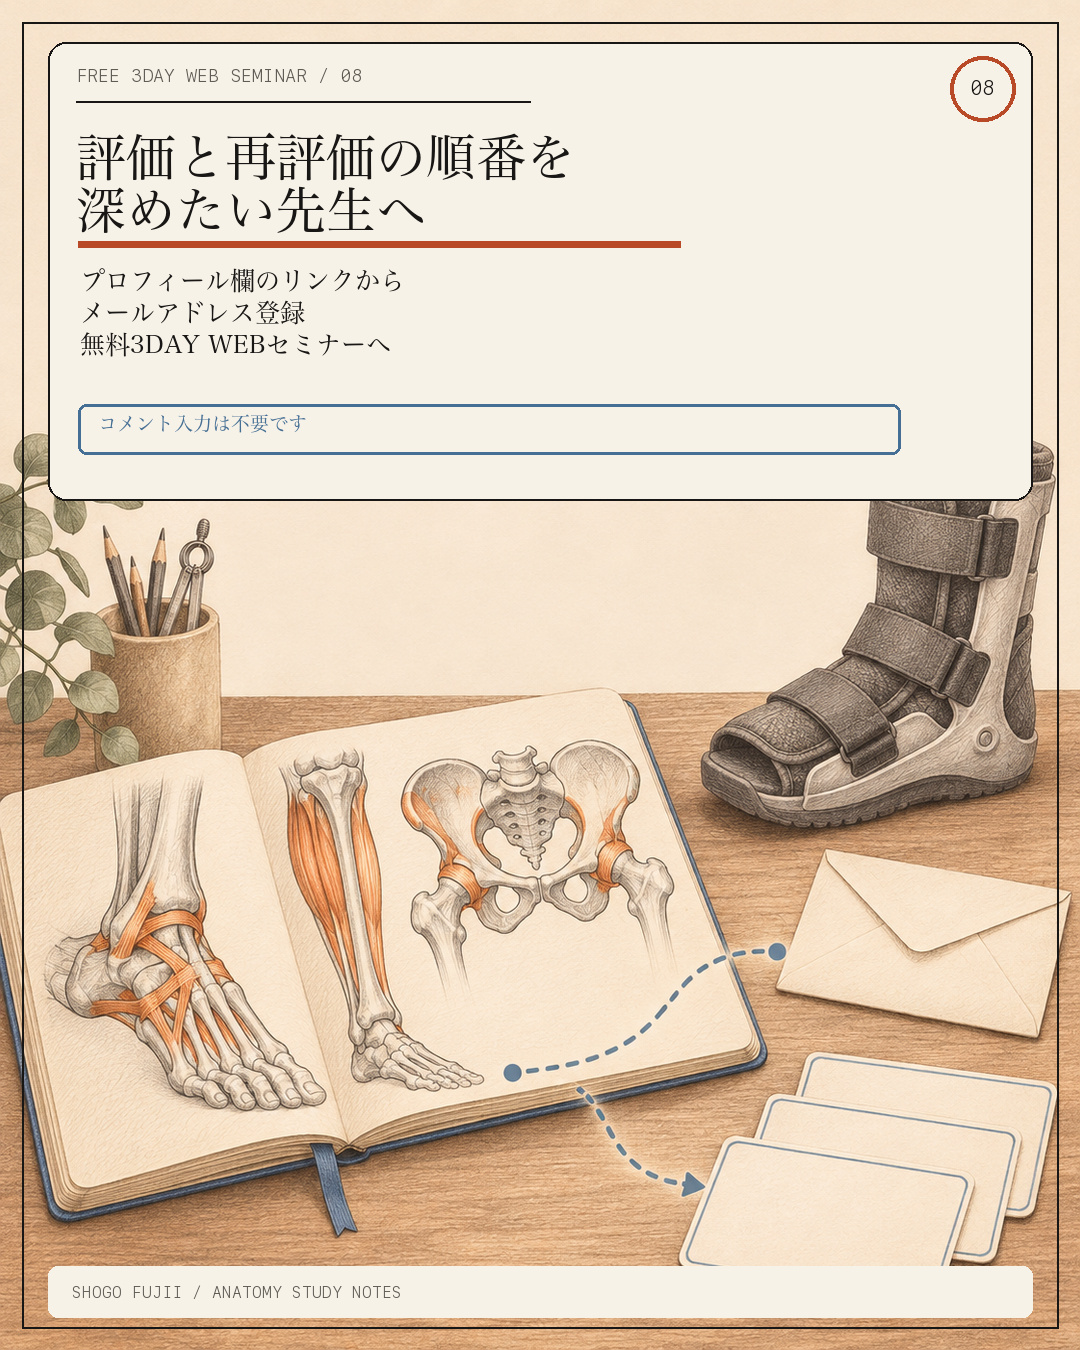 FREE 3DAY WEB SEMINAR / 08
08
評価と再評価の順番を
深めたい先生へ
プロフィール欄のリンクから
メールアドレス登録
無料3DAY WEBセミナーへ
コメント入力は不要です
SHOGO FUJII / ANATOMY STUDY NOTES